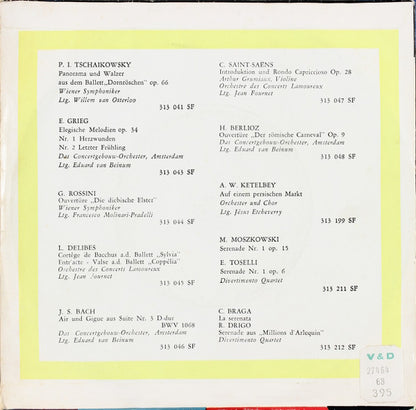 P. I. TSCHAIKOWSKY
Panorama und Walzer
aus dem Ballett „Dornröschen" op. 66
Wiener Symphoniker
Ltg. Willem van Otterloo
313 041 SF
E. GRIEG
Elegische Melodien op. 34
Nr. 1 Herzwunden
Nr. 2 Letzter Frühling
Das Concertgebouw-Orchester, Amsterdam
Ltg. Eduard van Beinum
313 043 SF
G. ROSSINI
Ouvertüre „Die diebische Elster"
Wiener Symphoniker
Ltg. Francesco Molinari-Pradelli
313 044 SF
L. DELIBES
Cortège de Bacchus a.d. Ballett „Sylvia"
Entr'acte - Valse a.d. Ballett „Coppélia"
Orchestre des Concerts Lamoureux
Ltg. Jean Fournet
313 045 SF
J. S. BACH
Air und Gigue aus Suite Nr. 3 D-dur
BWV 1068
Das Concertgebouw-Orchester, Amsterdam
Ltg. Eduard van Beinum
313 046 SF
C. SAINT-SAËNS
Introduktion und Rondo Capriccioso Op. 28
Arthur Grumiaux, Violine
Orchestre des Concerts Lamoureux
Ltg. Jean Fournet
313 047 SF
H. BERLIOZ
Ouvertüre „Der römische Carneval" Op. 9
Das Concertgebouw-Orchester, Amsterdam
Ltg. Eduard van Beinum
313 048 SF
A. W. KETELBEY
Auf einem persischen Markt
Orchester und Chor
Ltg. Jésus Etcheverry
313 199 SF
M. MOSZKOWSKI
Serenade Nr. 1 op. 15
E. TOSELLI
Serenade Nr. 1 op. 6
Divertimento Quartet
313 211 SF
C. BRAGA
La serenata
R. DRIGO
Serenade aus „Millions d'Arlequin"
Divertimento Quartet
313 212 SF
V&D
27464
68
395